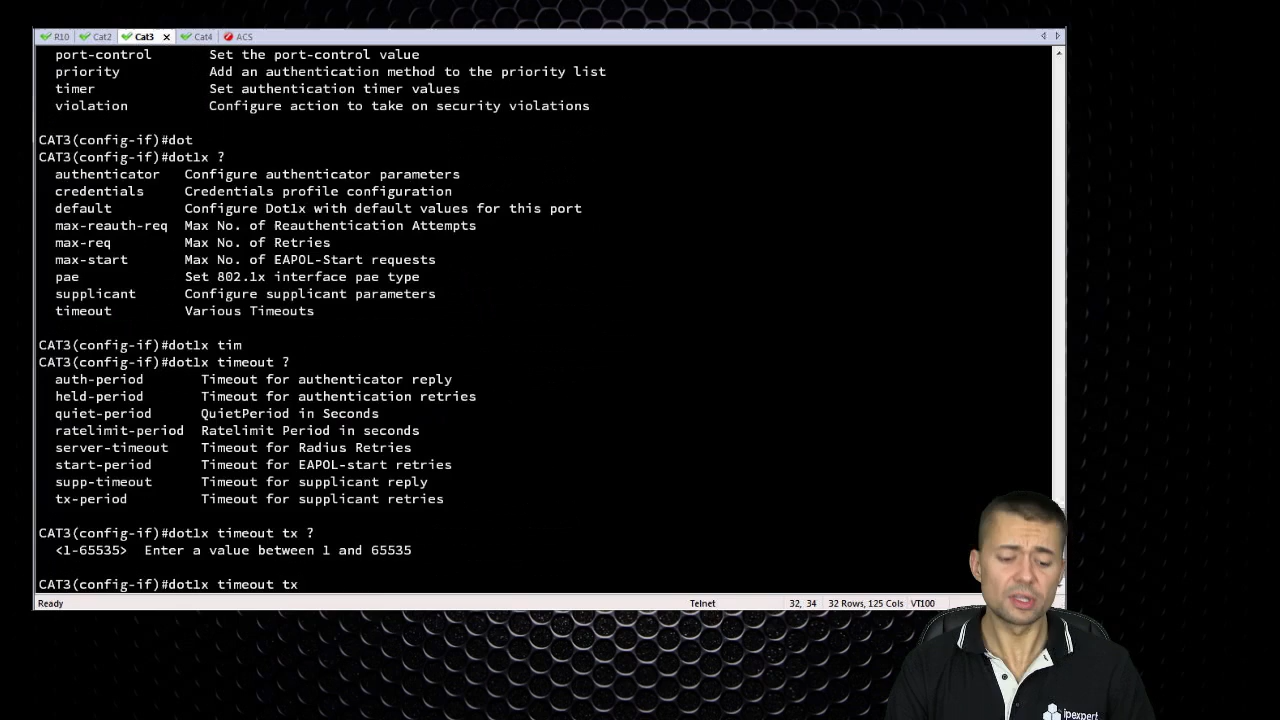 R10 Cat2 Cat3 Cat4 ACS
port-control Set the port-control value
priority Add an authentication method to the priority list
timer Set authentication timer values
violation Configure action to take on security violations
CAT3(config-if)#dot
CAT3(config-if)#dot1x ?
authenticator Configure authenticator parameters
credentials Credentials profile configuration
default Configure Dot1x with default values for this port
max-reauth-req Max No. of Reauthentication Attempts
max-req Max No. of Retries
max-start Max No. of EAPOL-Start requests
pae Set 802.1x interface pae type
supplicant Configure supplicant parameters
timeout Various Timeouts
CAT3(config-if)#dot1x tim
CAT3(config-if)#dot1x timeout ?
auth-period Timeout for authenticator reply
held-period Timeout for authentication retries
quiet-period QuietPeriod in Seconds
ratelimit-period Ratelimit Period in seconds
server-timeout Timeout for Radius Retries
start-period Timeout for EAPOL-start retries
supp-timeout Timeout for supplicant reply
tx-period Timeout for supplicant retries
CAT3(config-if)#dot1x timeout tx ?
<1-65535> Enter a value between 1 and 65535
CAT3(config-if)#dot1x timeout tx
Ready Telnet 32, 34 32 Rows, 125 Cols VT100
ipexpert